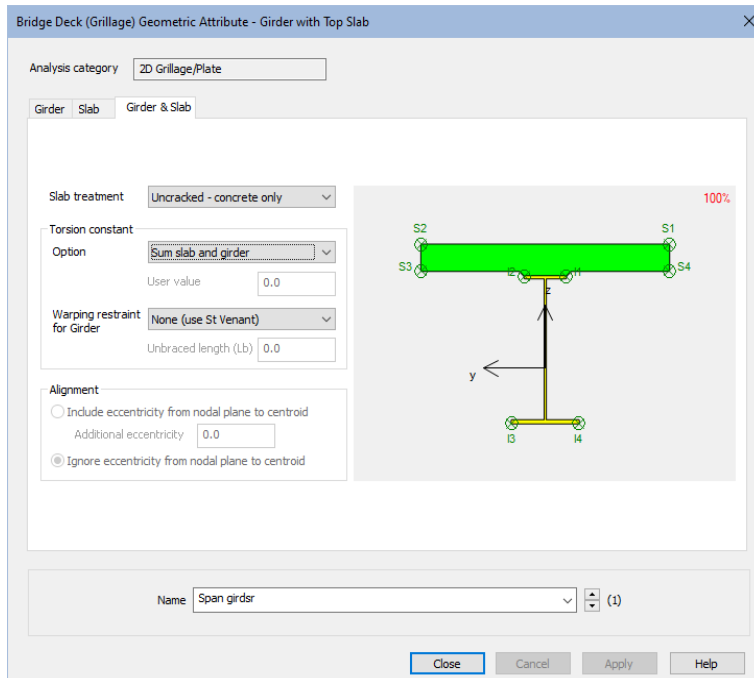 Bridge Deck (Grillage) Geometric Attribute - Girder with Top Slab
Analysis category 2D Grillage/Plate
Girder Slab Girder & Slab
Slab treatment Uncracked - concrete only
100%
Torsion constant
Option Sum slab and girder
User value 0.0
Warping restraint
for Girder
None (use St Venant)
Unbraced length (Lb) 0.0
Alignment
Include eccentricity from nodal plane to centroid
Additional eccentricity 0.0
Ignore eccentricity from nodal plane to centroid
S2 S1
S3 I2 I1 S4
z
y
I3 I4
Name Span girdsr (1)
Close Cancel Apply Help